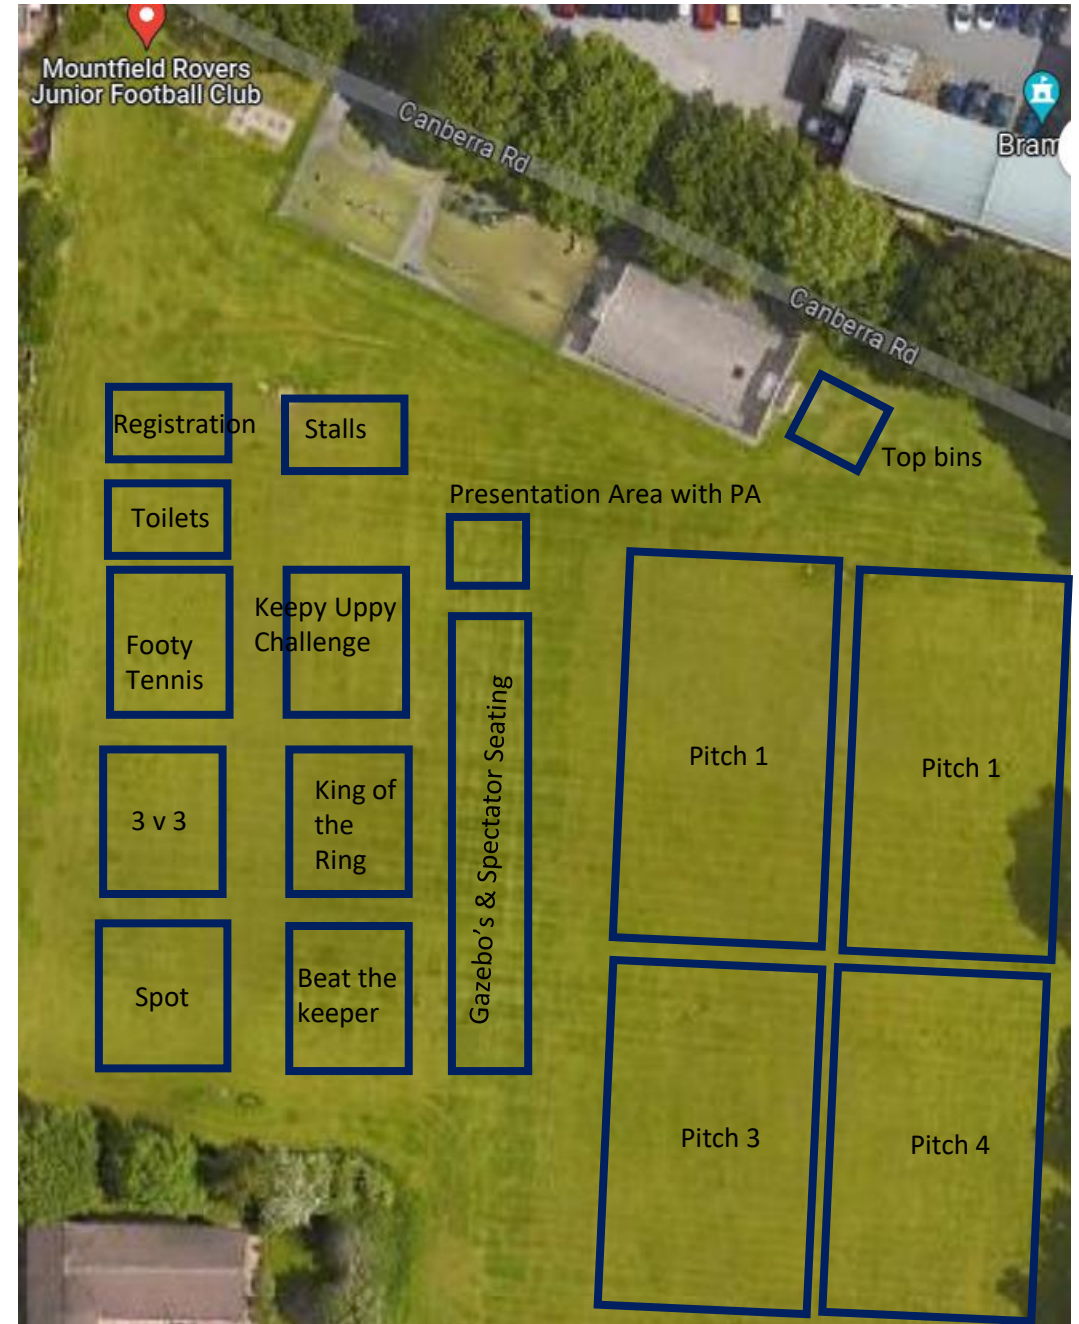 Mountfield Rovers
Junior Football Club
Canberra Rd
Bram
Canberra Rd
Registration
Stalls
Top bins
Toilets
Presentation Area with PA
Keepy Uppy
Challenge
Footy
Tennis
Gazebo's & Spectator Seating
Pitch 1
Pitch 1
3 v 3
King of
the
Ring
Spot
Beat the
keeper
Pitch 3
Pitch 4